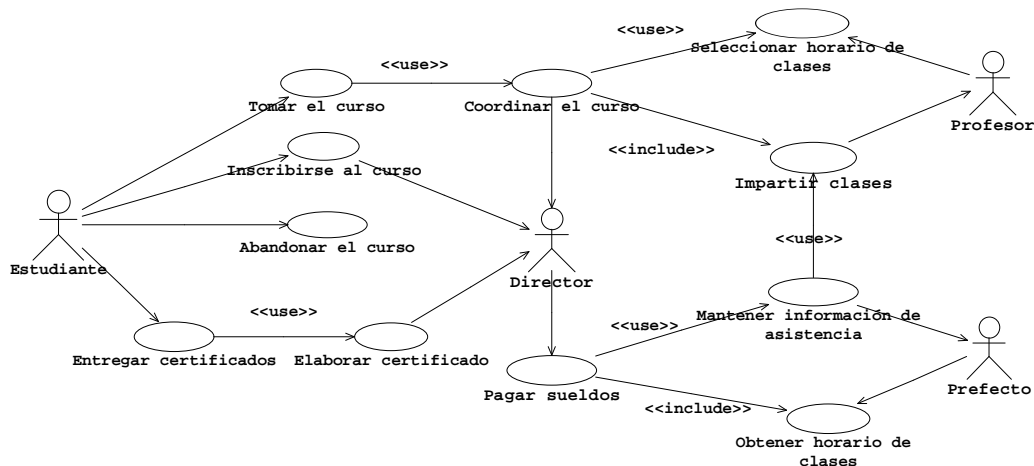 <<use>>
Seleccionar horario de
clases
<<use>>
Tomar el curso
Coordinar el curso
Profesor
<<include>>
Inscribirse al curso
Impartir clases
Abandonar el curso
<<use>>
Estudiante
Director
<<use>>
Mantener información de
asistencia
<<use>>
Entregar certificados
Elaborar certificado
Pagar sueldos
Prefecto
<<include>>
Obtener horario de
clases